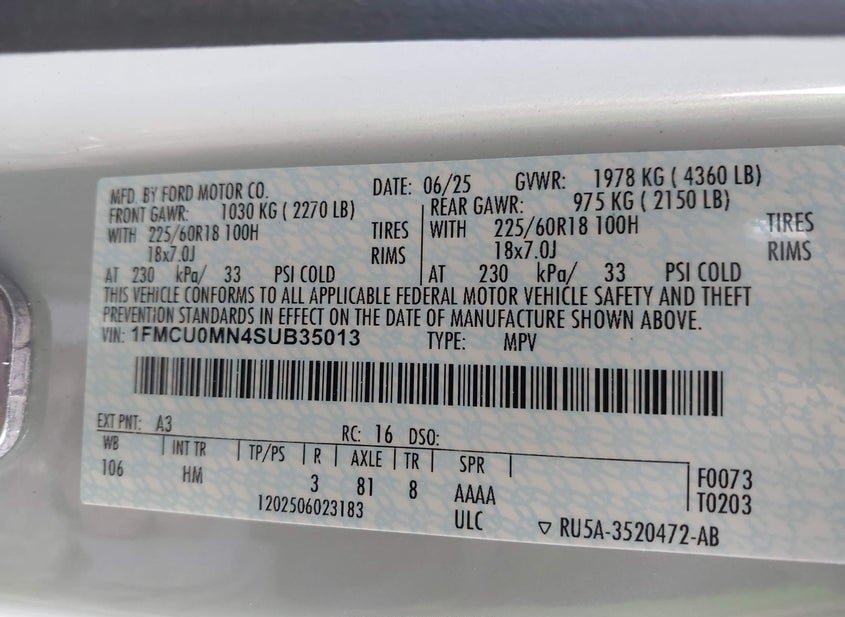 MFD. BY FORD MOTOR CO. DATE: 06/25 GVWR: 1978 KG ( 4360 LB)
FRONT GAWR: 1030 KG ( 2270 LB) REAR GAWR: 975 KG ( 2150 LB)
WITH 225/60R18 100H TIRES WITH 225/60R18 100H TIRES
18x7.0J RIMS 18x7.0J RIMS
AT 230 kPa/ 33 PSI COLD AT 230 kPa/ 33 PSI COLD
THIS VEHICLE CONFORMS TO ALL APPLICABLE FEDERAL MOTOR VEHICLE SAFETY AND THEFT
PREVENTION STANDARDS IN EFFECT ON THE DATE OF MANUFACTURE SHOWN ABOVE.
VIN: 1FMCU0MN4SUB35013 TYPE: MPV
EXT PNT: A3 RC: 16 DSO:
WB INT TR TP/PS R AXLE TR SPR
106 HM 3 81 8 AAAA F0073
1202506023183 ULC T0203
RU5A-3520472-AB